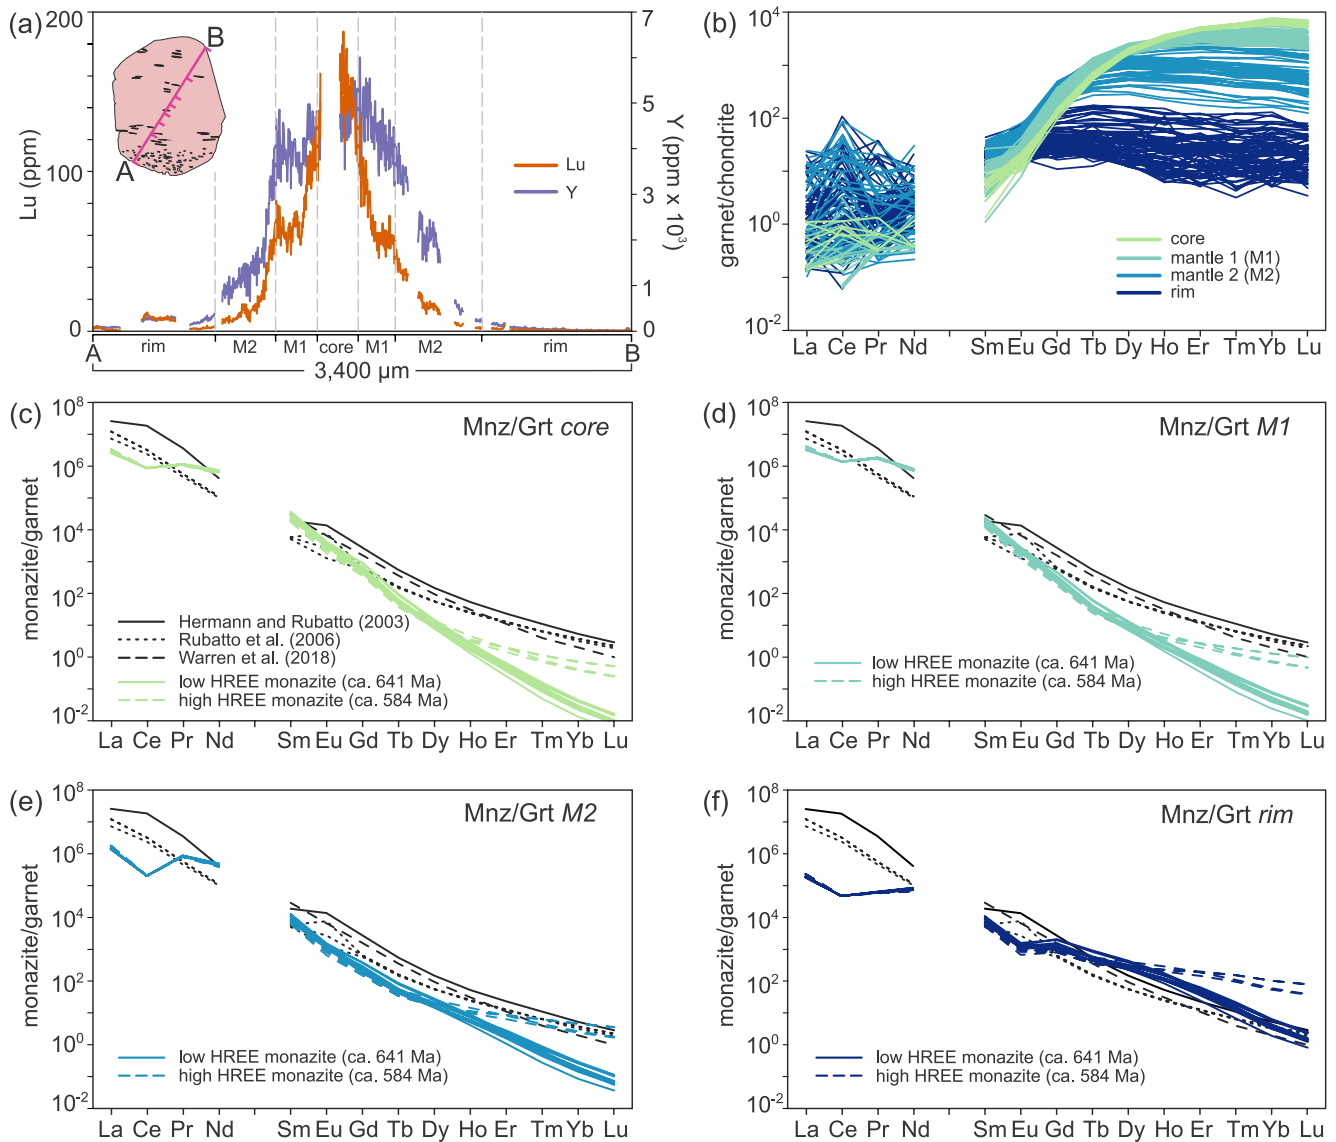 (a)
200
160
120
80
40
0
Lu (ppm)
7
6
5
4
3
2
1
0
Y (ppm x 10³)
B
A
Lu
Y
A
rim
M2
M1
core
M1
M2
rim
B
3,400 µm
(b)
10⁴
10²
10⁰
10⁻²
garnet/chondrite
core
mantle 1 (M1)
mantle 2 (M2)
rim
La Ce Pr Nd Sm Eu Gd Tb Dy Ho Er Tm Yb Lu
(c)
Mnz/Grt core
10⁸
10⁶
10⁴
10²
10⁰
10⁻²
monazite/garnet
Hermann and Rubatto (2003)
Rubatto et al. (2006)
Warren et al. (2018)
low HREE monazite (ca. 641 Ma)
high HREE monazite (ca. 584 Ma)
La Ce Pr Nd Sm Eu Gd Tb Dy Ho Er Tm Yb Lu
(d)
Mnz/Grt M1
10⁸
10⁶
10⁴
10²
10⁰
10⁻²
monazite/garnet
low HREE monazite (ca. 641 Ma)
high HREE monazite (ca. 584 Ma)
La Ce Pr Nd Sm Eu Gd Tb Dy Ho Er Tm Yb Lu
(e)
Mnz/Grt M2
10⁸
10⁶
10⁴
10²
10⁰
10⁻²
monazite/garnet
low HREE monazite (ca. 641 Ma)
high HREE monazite (ca. 584 Ma)
La Ce Pr Nd Sm Eu Gd Tb Dy Ho Er Tm Yb Lu
(f)
Mnz/Grt rim
10⁸
10⁶
10⁴
10²
10⁰
10⁻²
monazite/garnet
low HREE monazite (ca. 641 Ma)
high HREE monazite (ca. 584 Ma)
La Ce Pr Nd Sm Eu Gd Tb Dy Ho Er Tm Yb Lu